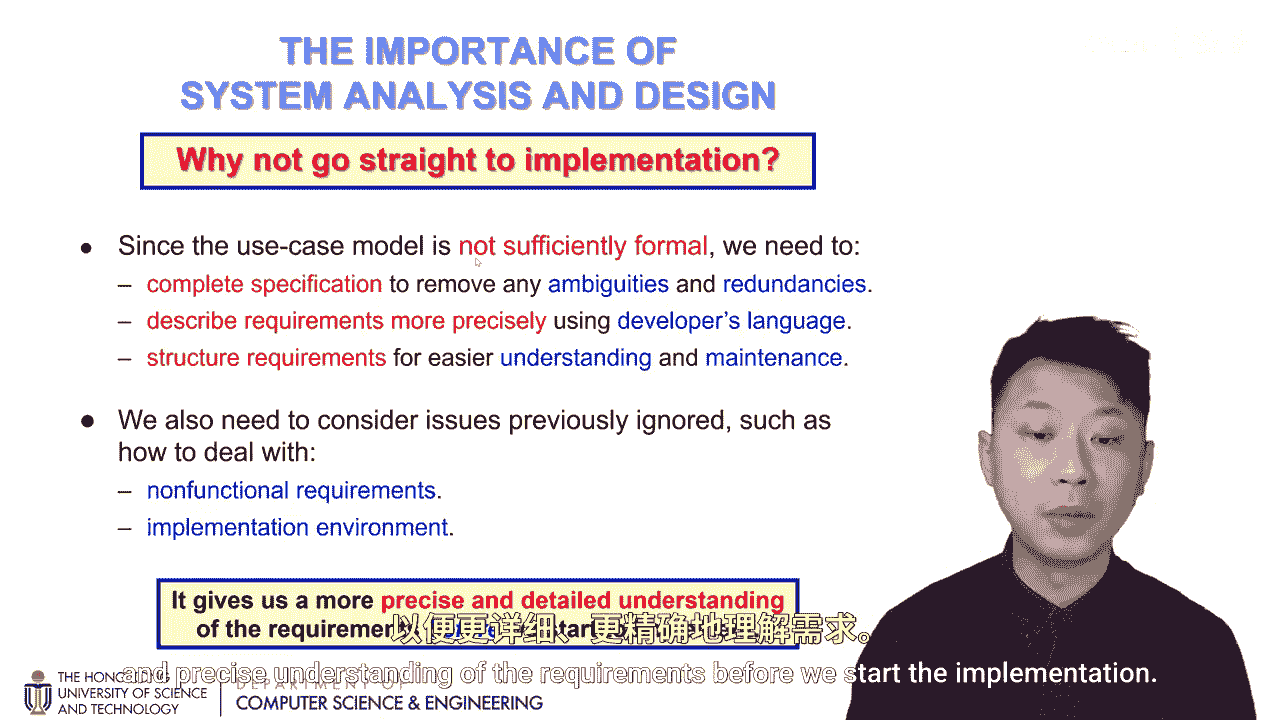 THE IMPORTANCE OF
SYSTEM ANALYSIS AND DESIGN
Why not go straight to implementation?
● Since the use-case model is not sufficiently formal, we need to:
– complete specification to remove any ambiguities and redundancies.
– describe requirements more precisely using developer's language.
– structure requirements for easier understanding and maintenance.
● We also need to consider issues previously ignored, such as
how to deal with:
– nonfunctional requirements.
– implementation environment.
It gives us a more precise and detailed understanding
of the
以便更详细、更精确地理解需求。
and precise understanding of the requirements before we start the implementation.
THE HONG KONG
UNIVERSITY OF SCIENCE
AND TECHNOLOGY
DEPARTMENT OF
COMPUTER SCIENCE & ENGINEERING